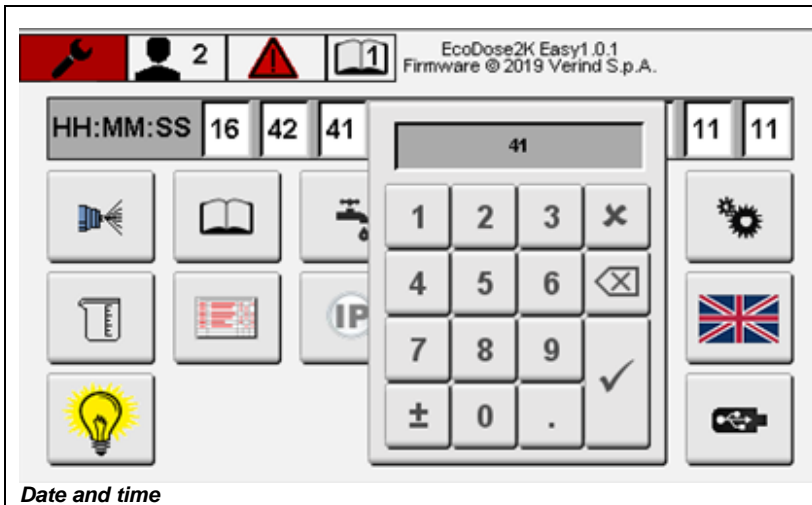 2
1
EcoDose2K Easy1.0.1
Firmware @ 2019 Verind S.p.A.
HH:MM:SS 16 42 41 11 11
41
1 2 3
4 5 6
IP
7 8 9
± 0 .
Date and time